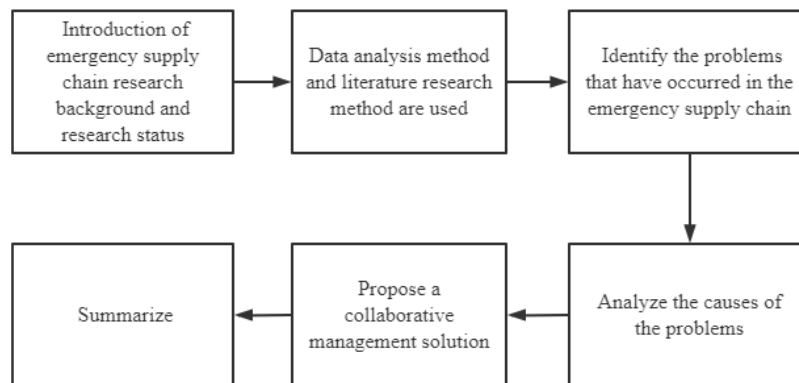 Introduction of
emergency supply
chain research
background and
research status
Data analysis method
and literature research
method are used
Identify the problems
that have occurred in the
emergency supply chain
Analyze the causes of
the problems
Propose a
collaborative
management solution
Summarize